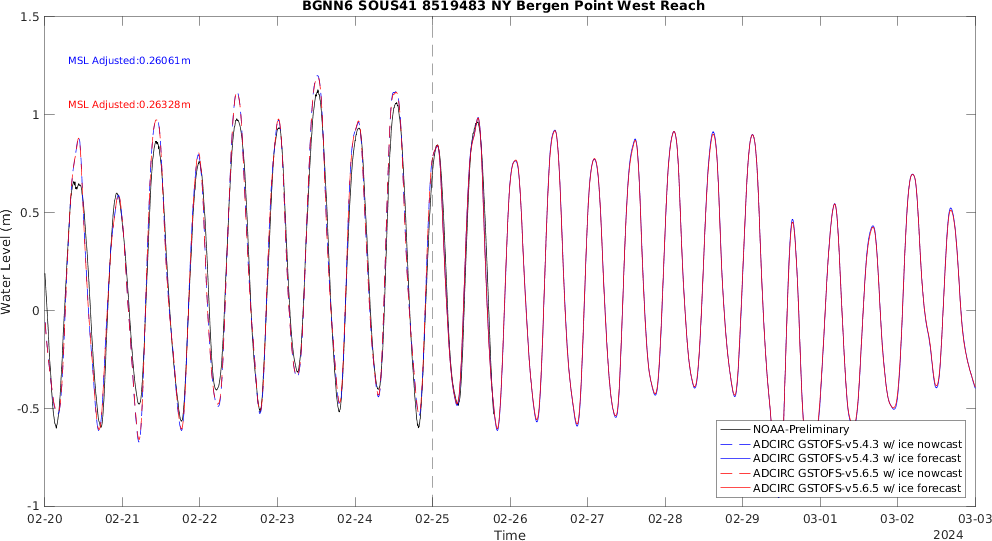 BGNN6 SOUS41 8519483 NY Bergen Point West Reach
1.5
1
0.5
0
-0.5
-1
Water Level (m)
MSL Adjusted:0.26061m
MSL Adjusted:0.26328m
NOAA-Preliminary
ADCIRC GSTOFS-v5.4.3 w/ ice nowcast
ADCIRC GSTOFS-v5.4.3 w/ ice forecast
ADCIRC GSTOFS-v5.6.5 w/ ice nowcast
ADCIRC GSTOFS-v5.6.5 w/ ice forecast
02-20 02-21 02-22 02-23 02-24 02-25 02-26 02-27 02-28 02-29 03-01 03-02 03-03
Time
2024